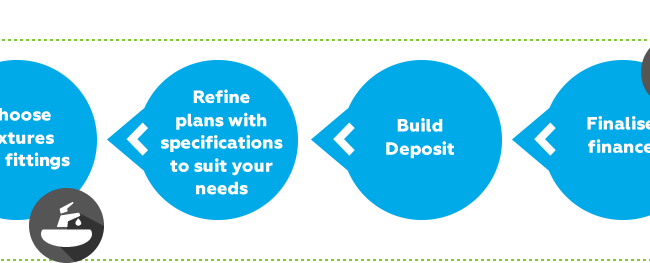 hoose
xtures
fittings
Refine
plans with
specifications
to suit your
needs
Build
Deposit
Finalise
finance